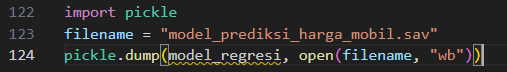 122 import pickle
123 filename = "model_prediksi_harga_mobil.sav"
124 pickle.dump(model_regresi, open(filename, "wb"))